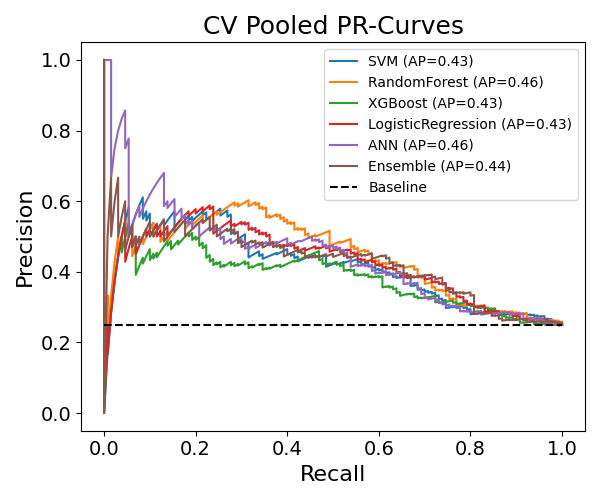 CV Pooled PR-Curves
SVM (AP=0.43)
RandomForest (AP=0.46)
XGBoost (AP=0.43)
LogisticRegression (AP=0.43)
ANN (AP=0.46)
Ensemble (AP=0.44)
Baseline
Precision
1.0
0.8
0.6
0.4
0.2
0.0
0.0 0.2 0.4 0.6 0.8 1.0
Recall